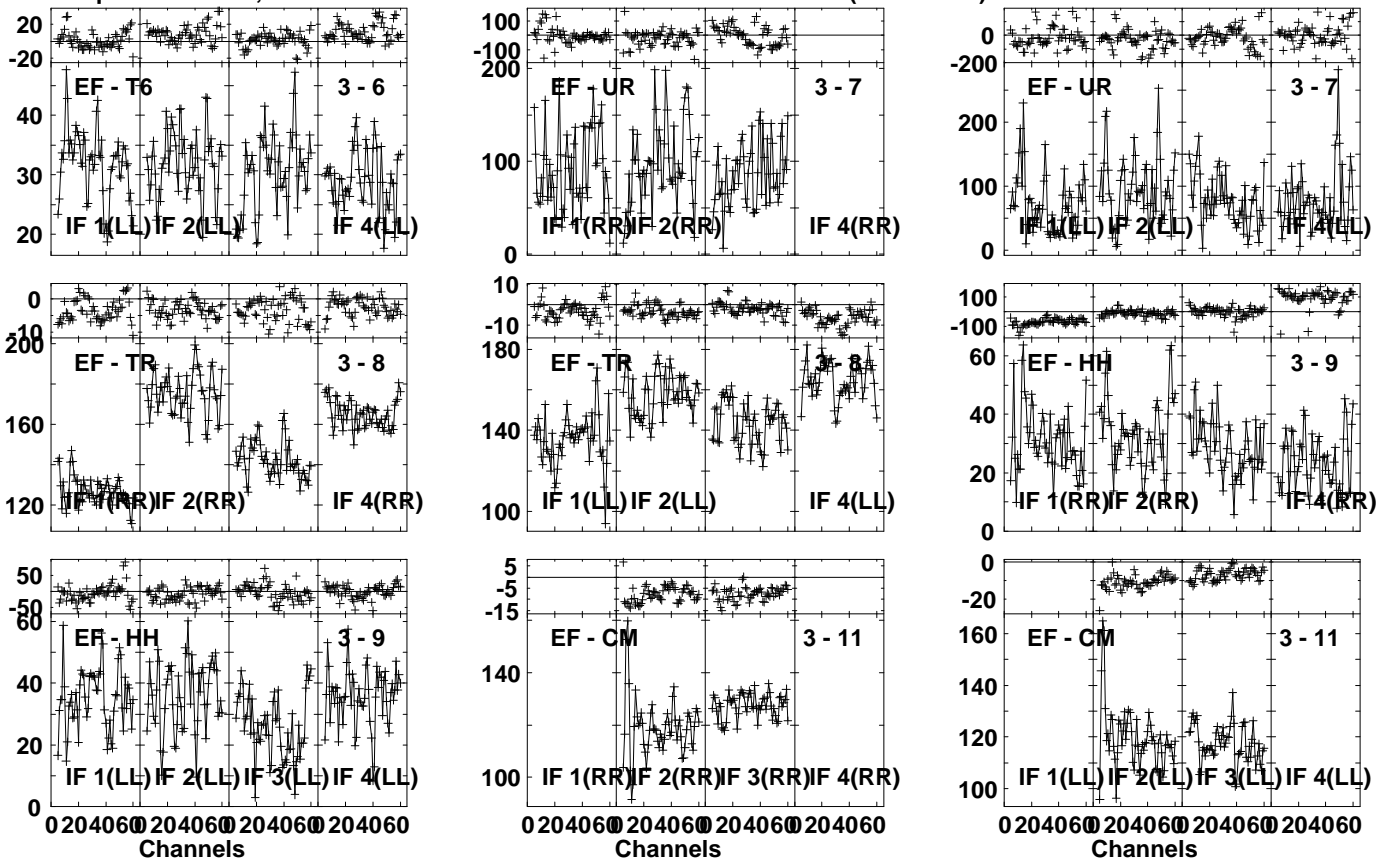 20
-20
100
-100
0
-200
EF - T6
3 - 6
EF - UR
3 - 7
EF - UR
3 - 7
40
30
20
200
100
0
200
100
0
IF 1(LL) IF 2(LL) IF 4(LL)
IF 1(RR) IF 2(RR) IF 4(RR)
IF 1(LL) IF 2(LL) IF 4(LL)
0
-10
10
-10
100
-100
EF - TR
3 - 8
EF - TR
3 - 8
EF - HH
3 - 9
200
160
120
180
140
100
60
40
20
0
IF 1(RR) IF 2(RR) IF 4(RR)
IF 1(LL) IF 2(LL) IF 4(LL)
IF 1(RR) IF 2(RR) IF 4(RR)
50
-50
5
-5
-15
0
-20
EF - HH
3 - 9
EF - CM
3 - 11
EF - CM
3 - 11
60
40
20
0
140
100
160
140
120
100
IF 1(LL) IF 2(LL) IF 3(LL) IF 4(LL)
IF 1(RR) IF 2(RR) IF 3(RR) IF 4(RR)
IF 1(LL) IF 2(LL) IF 3(LL) IF 4(LL)
0 204060 0 204060 0 204060 0 204060
0 204060 0 204060 0 204060 0 204060
0 204060 0 204060 0 204060 0 204060
Channels
Channels
Channels